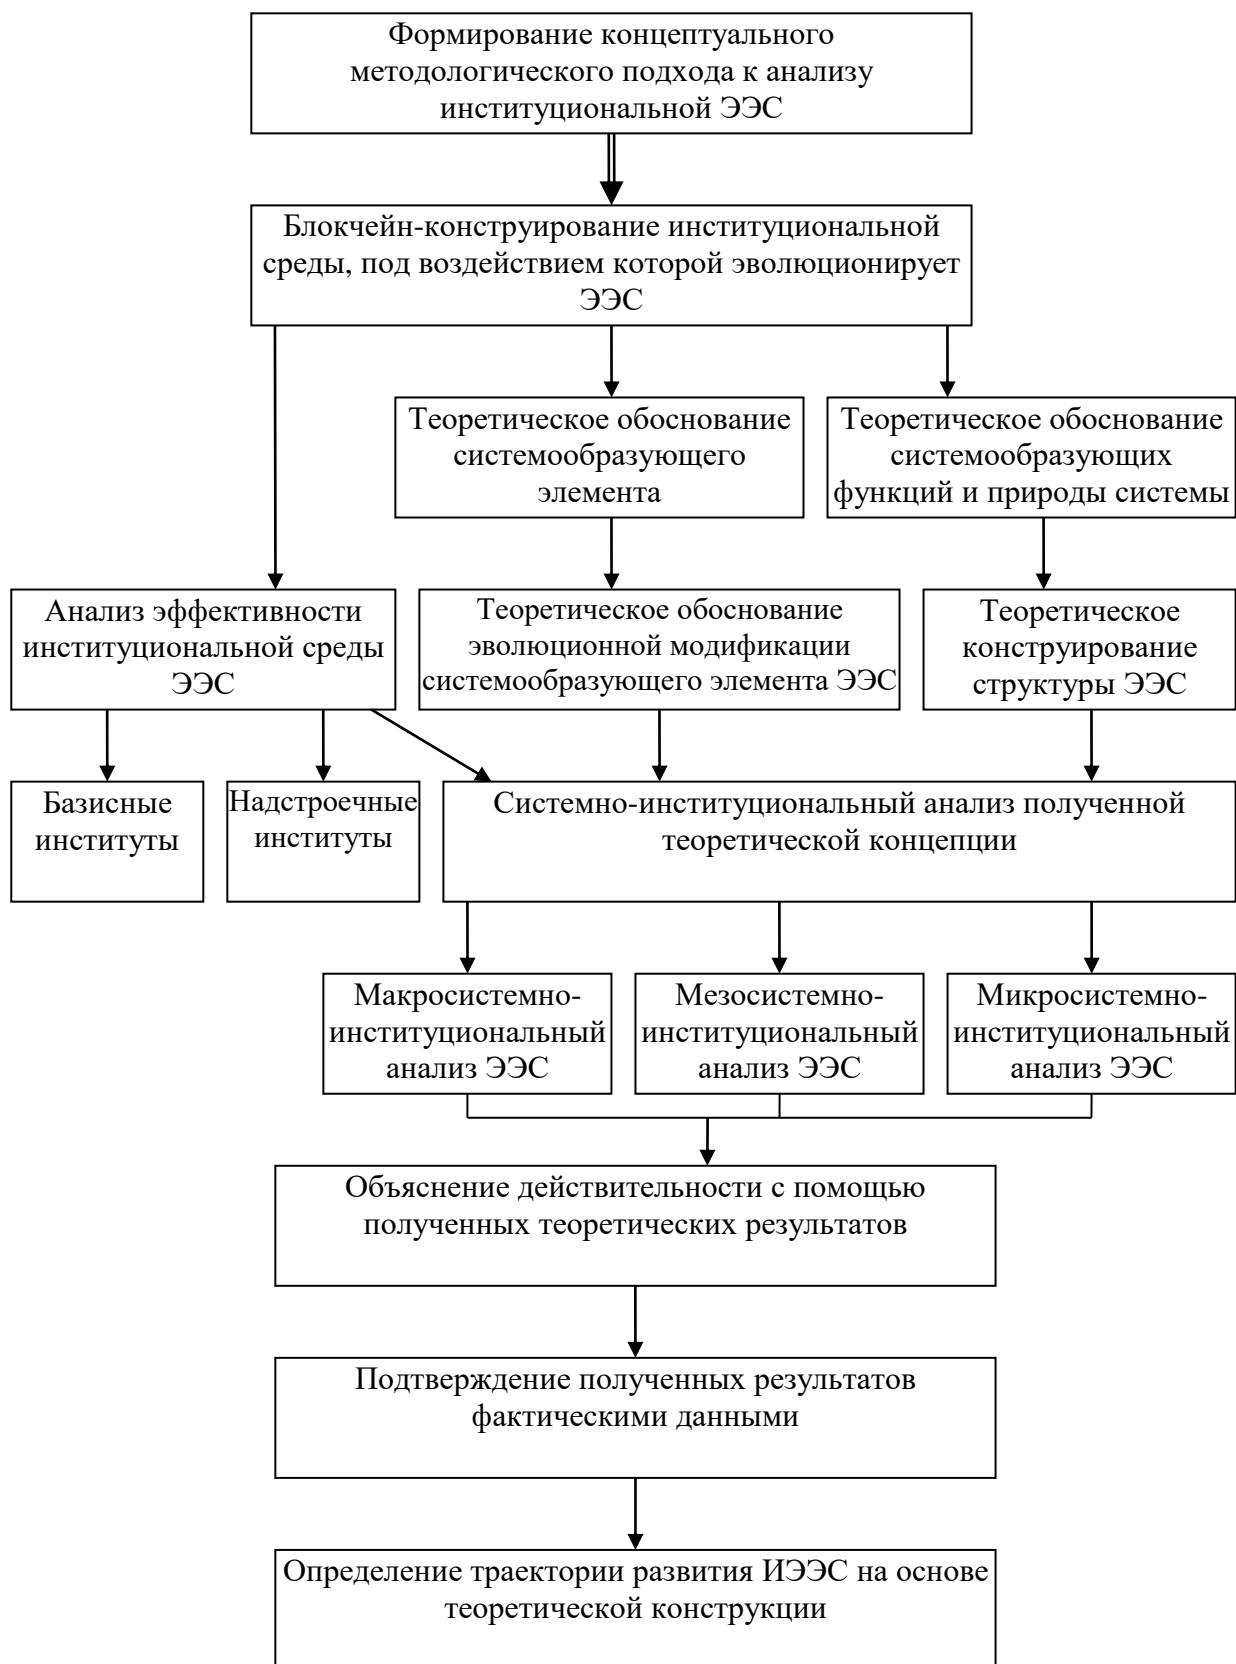 Формирование концептуального
методологического подхода к анализу
институциональной ЭЭС
Блокчейн-конструирование институциональной
среды, под воздействием которой эволюционирует
ЭЭС
Теоретическое обоснование
системообразующего
элемента
Теоретическое обоснование
системообразующих
функций и природы системы
Анализ эффективности
институциональной среды
ЭЭС
Теоретическое обоснование
эволюционной модификации
системообразующего элемента ЭЭС
Теоретическое
конструирование
структуры ЭЭС
Базисные
институты
Надстроечные
институты
Системно-институциональный анализ полученной
теоретической концепции
Макросистемно-
институциональный
анализ ЭЭС
Мезосистемно-
институциональный
анализ ЭЭС
Микросистемно-
институциональный
анализ ЭЭС
Объяснение действительности с помощью
полученных теоретических результатов
Подтверждение полученных результатов
фактическими данными
Определение траектории развития ИЭЭС на основе
теоретической конструкции